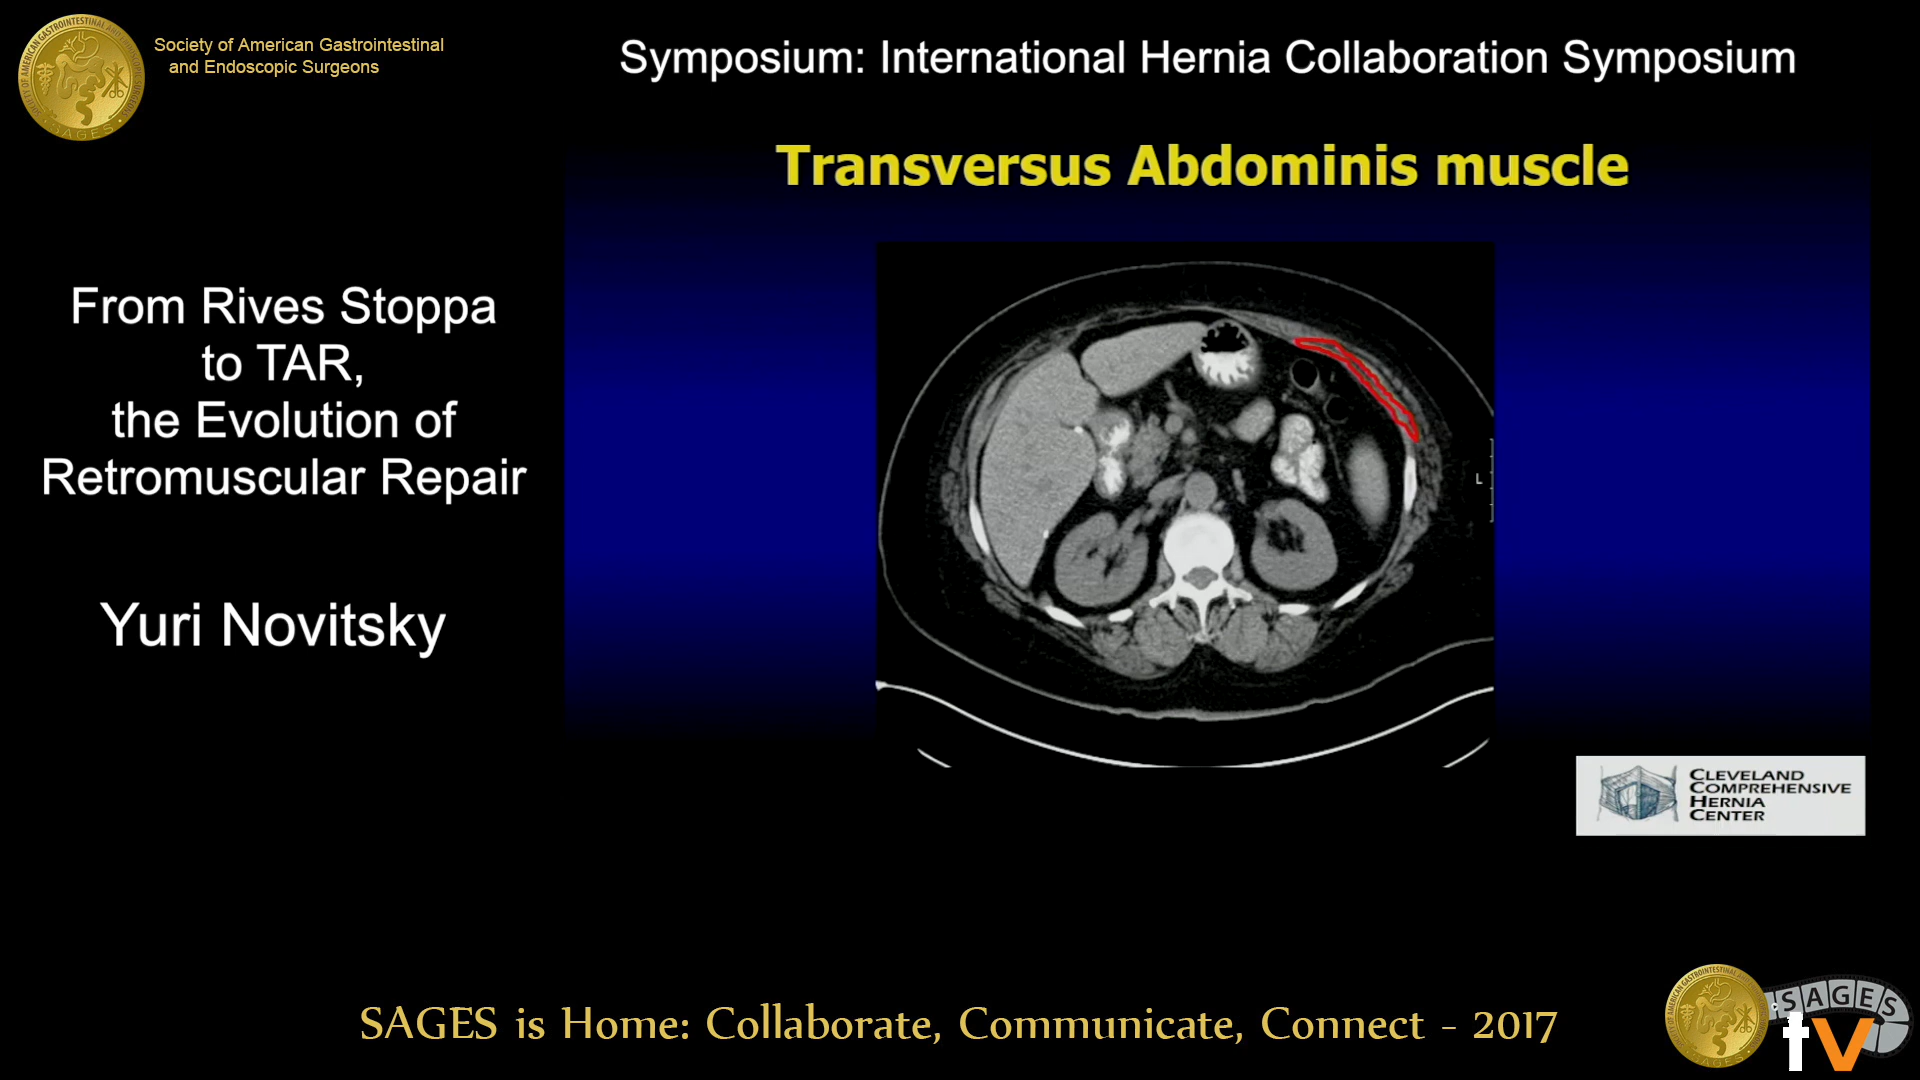 Society of American Gastrointestinal
and Endoscopic Surgeons
Symposium: International Hernia Collaboration Symposium
Transversus Abdominis muscle
From Rives Stoppa
to TAR,
the Evolution of
Retromuscular Repair
Yuri Novitsky
L
CLEVELAND
COMPREHENSIVE
HERNIA
CENTER
SAGES is Home: Collaborate, Communicate, Connect - 2017
SAGES
tv